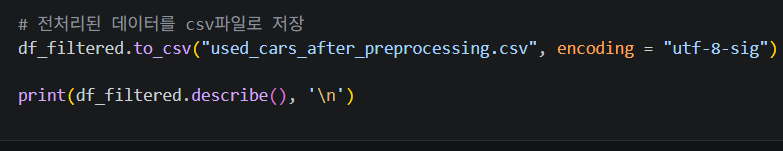 # 전처리된 데이터를 csv파일로 저장
df_filtered.to_csv("used_cars_after_preprocessing.csv", encoding = "utf-8-sig")
print(df_filtered.describe(), '\n')